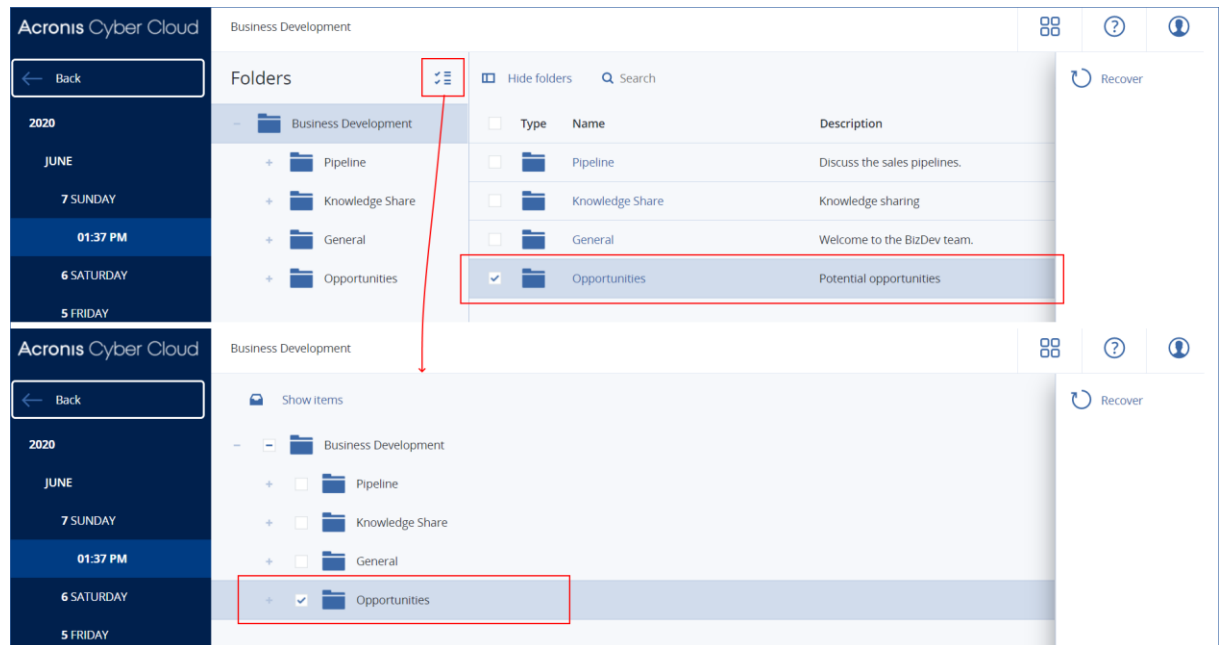 Acronis Cyber Cloud Business Development
Back Folders Hide folders Search Recover
2020 Business Development Type Name Description
JUNE Pipeline Pipeline Discuss the sales pipelines.
7 SUNDAY Knowledge Share Knowledge Share Knowledge sharing
01:37 PM General General Welcome to the BizDev team.
6 SATURDAY Opportunities Opportunities Potential opportunities
5 FRIDAY
Acronis Cyber Cloud Business Development
Back Show items Recover
2020 Business Development
JUNE Pipeline
7 SUNDAY Knowledge Share
01:37 PM General
6 SATURDAY Opportunities
5 FRIDAY